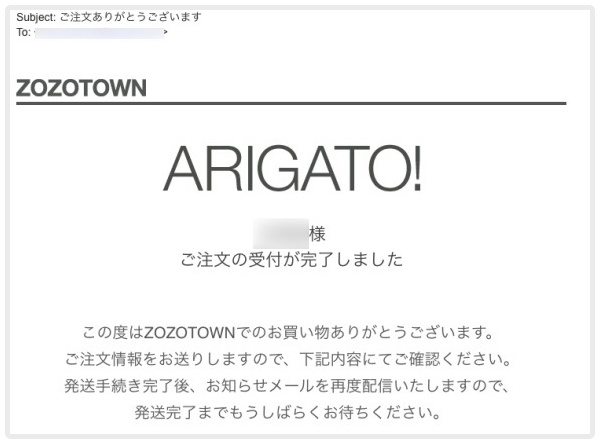 Subject: ご注文ありがとうございます
To: <>
ZOZOTOWN
ARIGATO!
様
ご注文の受付が完了しました
この度はZOZOTOWNでのお買い物ありがとうございます。
ご注文情報をお送りしますので、下記内容にてご確認ください。
発送手続き完了後、お知らせメールを再度配信いたしますので、
発送完了までもうしばらくお待ちください。